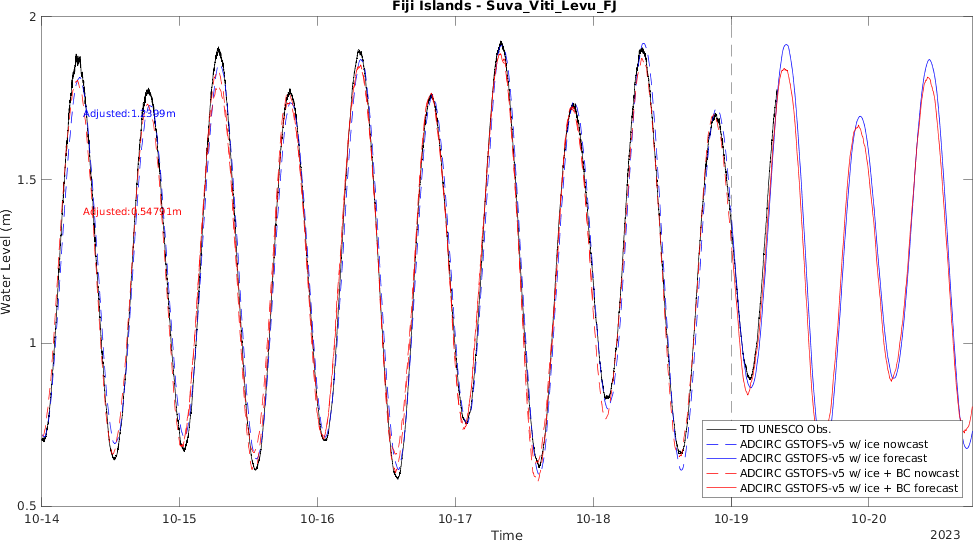 Fiji Islands - Suva_Viti_Levu_FJ
2
Adjusted:1.2399m
1.5
Adjusted:0.54791m
Water Level (m)
1
TD UNESCO Obs.
ADCIRC GSTOFS-v5 w/ ice nowcast
ADCIRC GSTOFS-v5 w/ ice forecast
ADCIRC GSTOFS-v5 w/ ice + BC nowcast
ADCIRC GSTOFS-v5 w/ ice + BC forecast
0.5
10-14 10-15 10-16 10-17 10-18 10-19 10-20
Time
2023